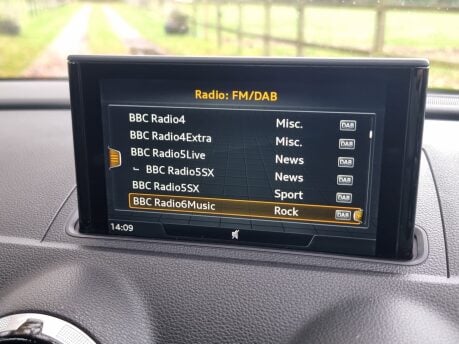 Radio: FM/DAB
BBC Radio4 Misc. DAB
BBC Radio4Extra Misc. DAB
BBC Radio5Live News DAB
BBC Radio5SX News DAB
BBC Radio5SX Sport DAB
BBC Radio6Music Rock DAB
14:09